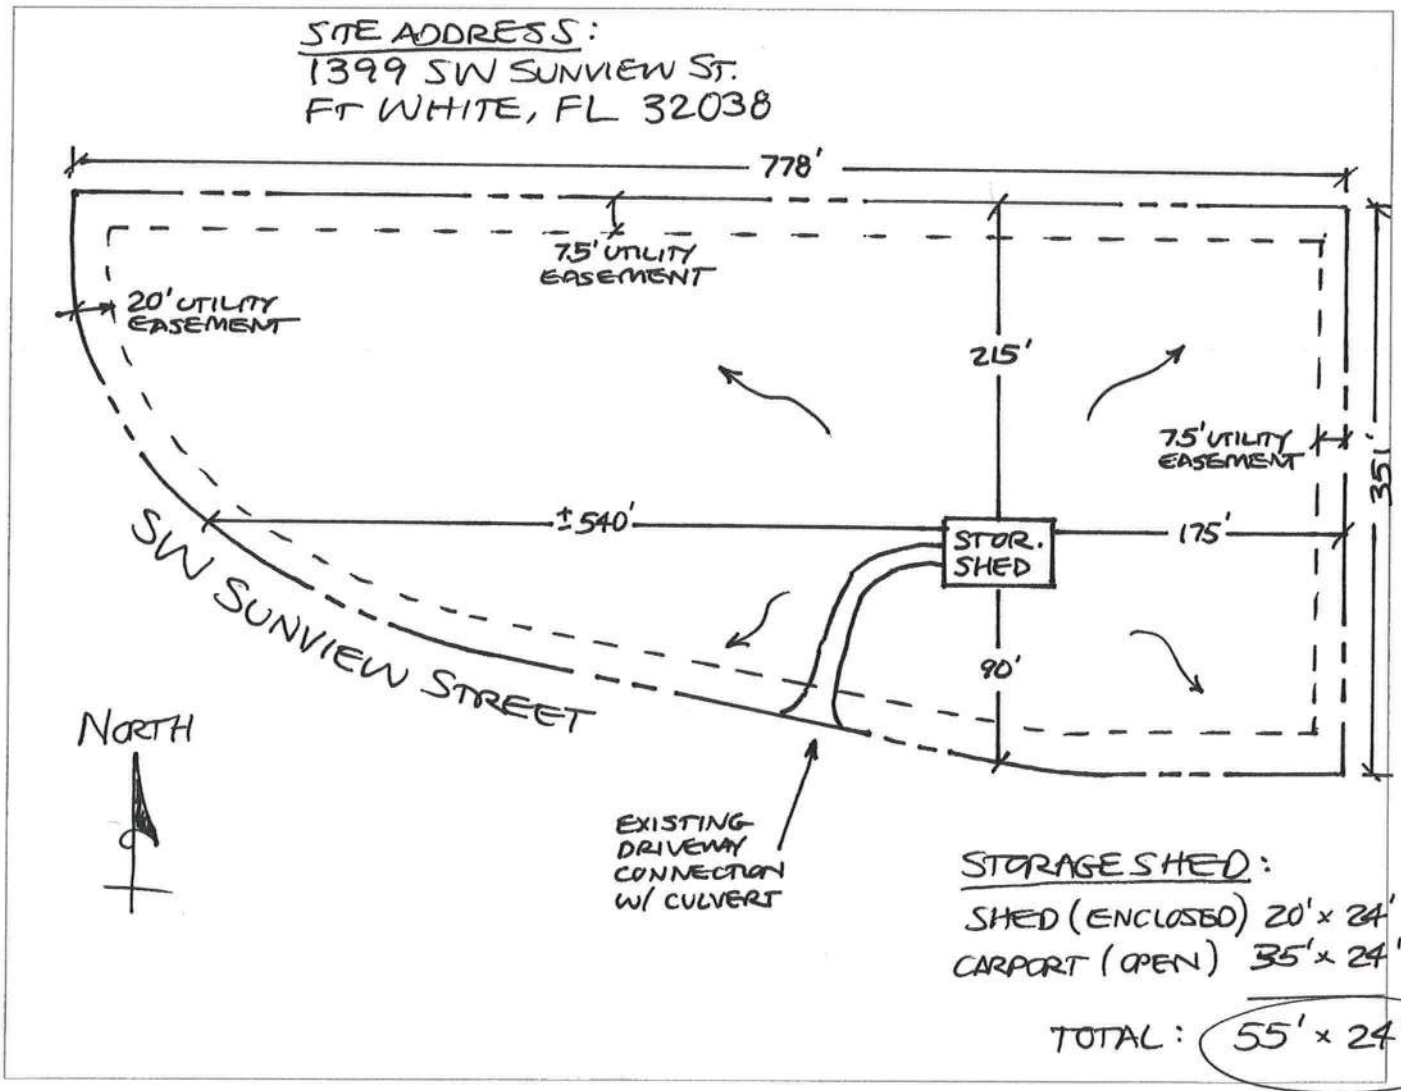 SITE ADDRESS:
1399 SW SUNVIEW ST.
FT WHITE, FL 32038
778'
7.5' UTILITY
EASEMENT
20' UTILITY
EASEMENT
215'
7.5' UTILITY
EASEMENT
351'
±540'
STOR.
SHED
175'
SW SUNVIEW STREET
90'
NORTH
EXISTING
DRIVEWAY
CONNECTION
W/ CULVERT
STORAGE SHED:
SHED (ENCLOSED) 20' x 24'
CARPORT (OPEN) 35' x 24'
TOTAL: 55' x 24